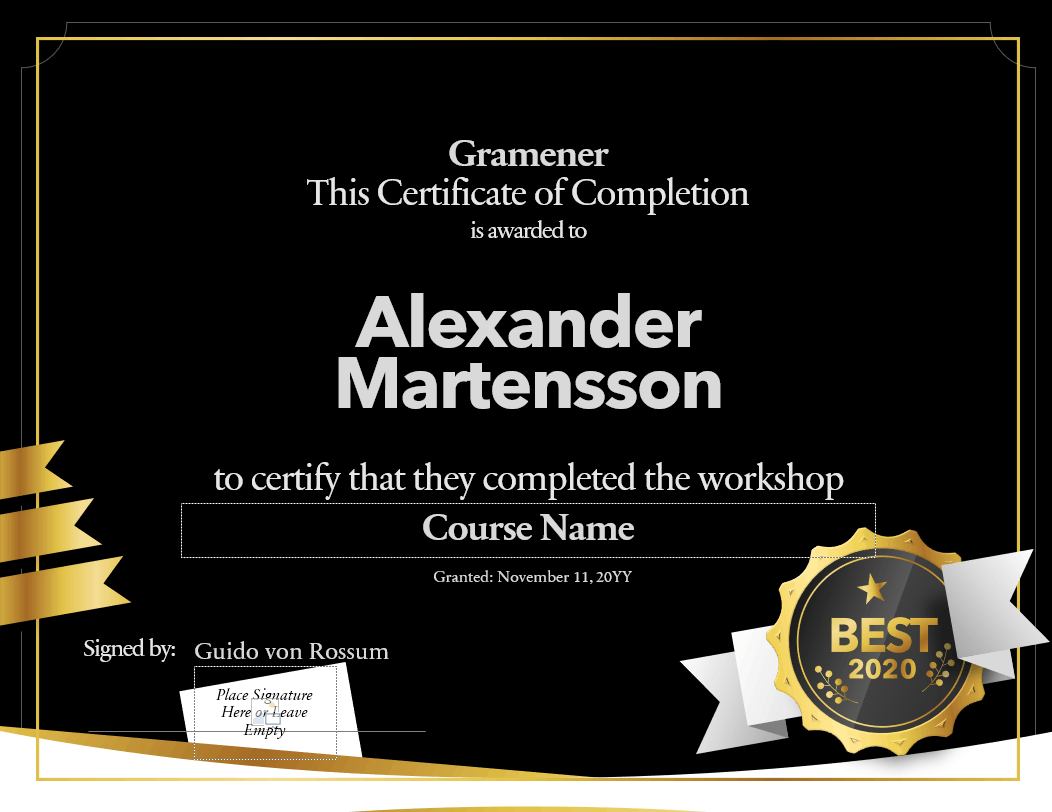 Gramener
This Certificate of Completion
is awarded to
Alexander
Martensson
to certify that they completed the workshop
Course Name
Granted: November 11, 20YY
BEST
2020
Signed by:
Guido von Rossum
Place Signature
Here or Leave
Empty